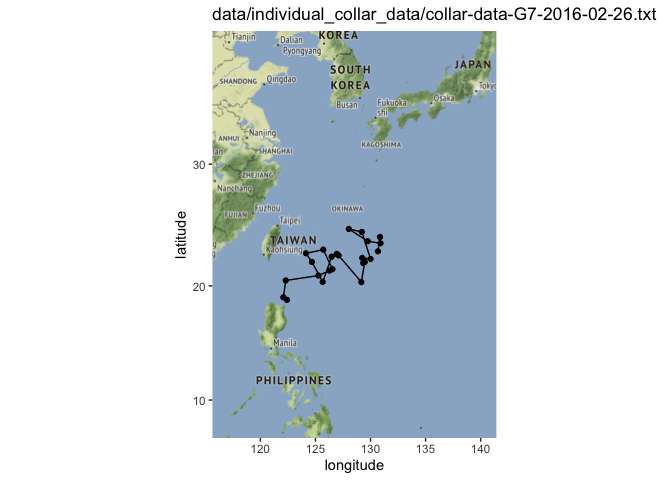 data/individual_collar_data/collar-data-G7-2016-02-26.txt
Tianjin
Dalian
KOREA
Pyongyang
JAPAN
SOUTH
KOREA
SHANDONG
Qingdao
Busan
Fukuoka
shi
Osaka
Tokyo
ANHUI
Nanjing
SHANGHAI
KAGOSHIMA
30
ZHEJIANG
Nanchang
FUJIAN
Fuzhou
OKINAWA
Taipei
TAIWAN
Kaohsiung
latitude
20
Manila
PHILIPPINES
10
120
125
130
135
140
longitude